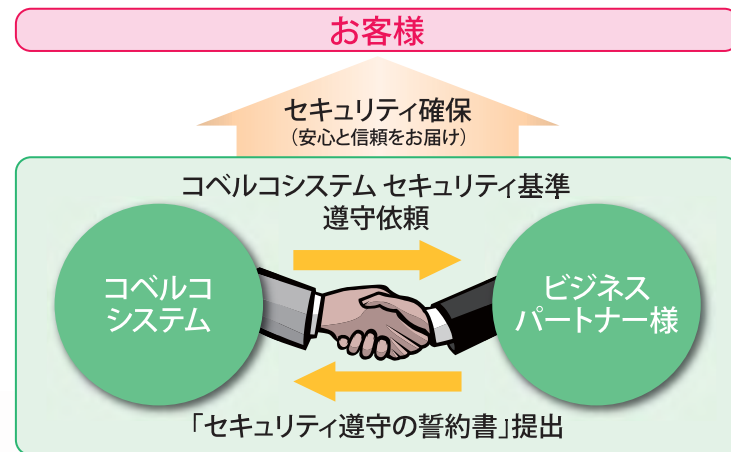 お客様
セキュリティ確保
(安心と信頼をお届け)
コベルコシステム セキュリティ基準
遵守依頼
コベルコ
システム
ビジネス
パートナー様
「セキュリティ遵守の誓約書」提出